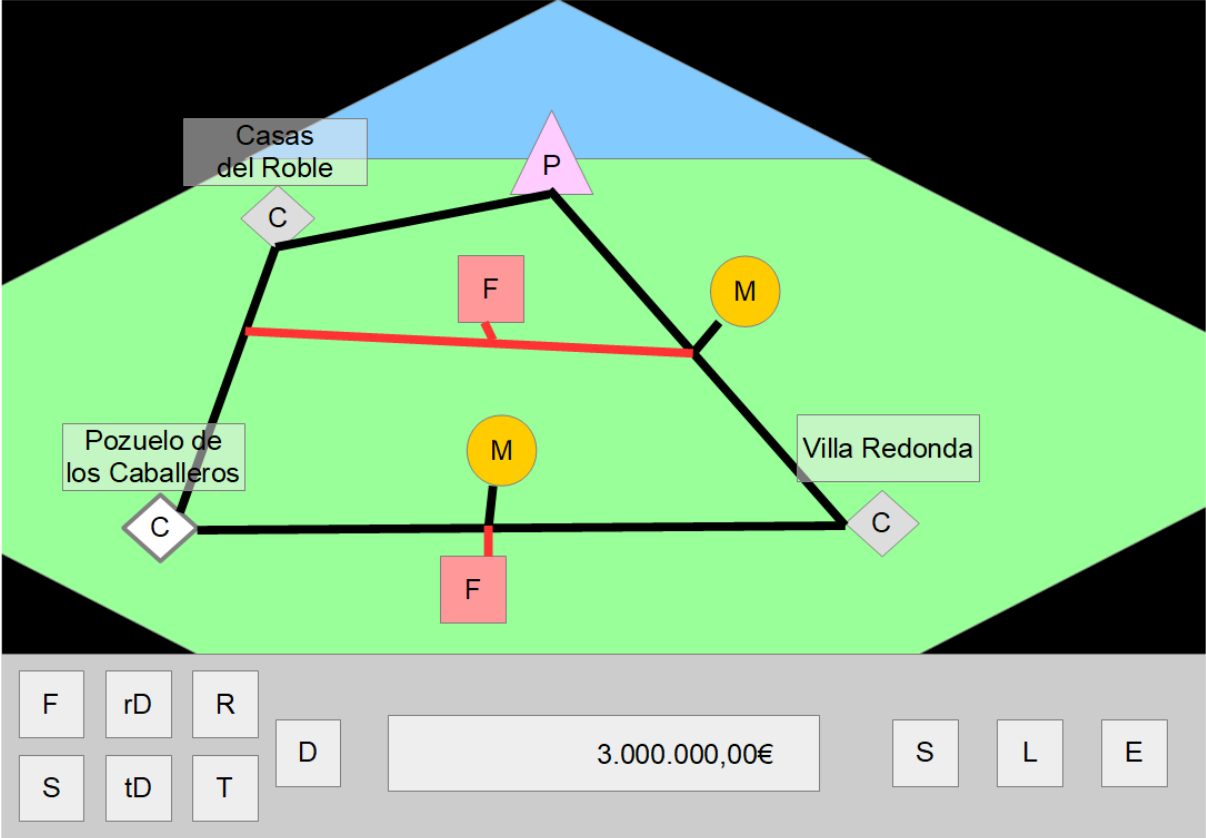 Casas
del Roble
P
C
F
M
Pozuelo de
los Caballeros
M
Villa Redonda
C
C
F
F
rD
R
D
3.000.000,00€
S
L
E
S
tD
T